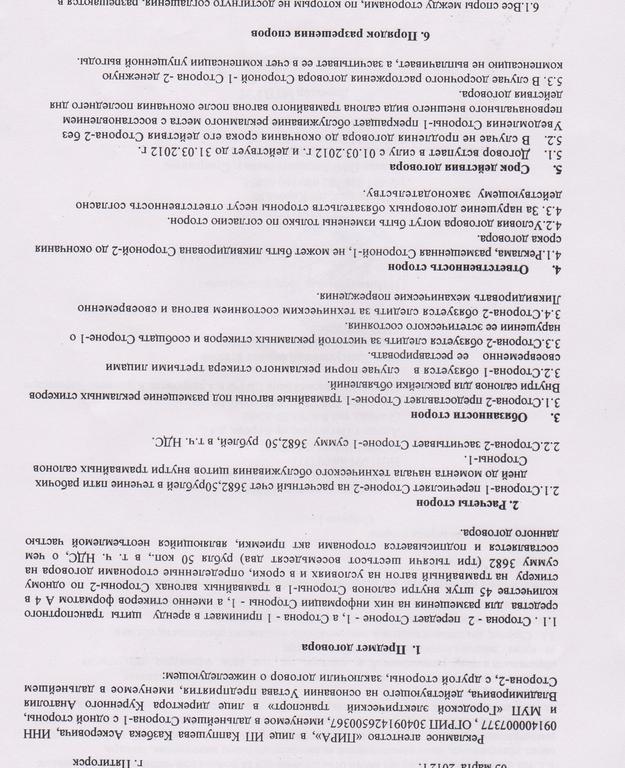 05 марта 2012 г. г. Пятигорск
Рекламное агентство «ПИРА», в лице ИП Каппушева Казбека Аскеровича, ИНН
091400007377 , ОГРИП 304091426500367, именуемое в дальнейшем Сторона-1 с одной стороны,
и МУП «Городской электрический транспорт» в лице директора Куренного Анатолия
Владимировича, действующего на основании Устава предприятия, именуемое в дальнейшем
Сторона-2, с другой стороны, заключили договор о нижеследующем:
1. Предмет договора
1.1 . Сторона - 2 передает Стороне - 1, а Сторона - 1 принимает в аренду щиты транспортного
средства для размещения на них информации Стороны - 1, а именно стикеров форматом А 4 в
количестве 45 штук внутри салонов Стороны-1 в трамвайных вагонах Стороны-2 по одному
стикеру на трамвайный вагон на условиях и в сроки, определенные сторонами договора на
сумму 3682 (три тысячи шестьсот восемьдесят два) рубля 50 коп., в т. ч. НДС, о чем
составляется и подписывается сторонами акт приемки, являющийся неотъемлемой частью
данного договора.
2. Расчеты сторон
2.1.Сторона-1 перечисляет Стороне-2 на расчетный счет 3682,50рублей в течение пяти рабочих
дней до момента начала технического обслуживания щитов внутри трамвайных салонов
Стороны-1.
2.2.Сторона-2 засчитывает Стороне-1 сумму 3682,50 рублей, в т.ч. НДС.
3. Обязанности сторон
3.1.Сторона-2 предоставляет Стороне-1 трамвайные вагоны под размещение рекламных стикеров
Внутри салонов для расклейки объявлений.
3.2.Сторона-1 обязуется в случае порчи рекламного стикера третьими лицами
своевременно ее реставрировать.
3.3.Сторона-2 обязуется следить за чистотой рекламных стикеров и сообщать Стороне-1 о
нарушении ее эстетического состояния.
3.4.Сторона-2 обязуется следить за техническим состоянием вагона и своевременно
Ликвидировать механические повреждения.
4. Ответственность сторон
4.1.Реклама, размещенная Стороной-1, не может быть ликвидирована Стороной-2 до окончания
срока договора.
4.2.Условия договора могут быть изменены только по согласию сторон.
4.3. За нарушение договорных обязательств стороны несут ответственность согласно
действующему законодательству.
5. Срок действия договора
5.1. Договор вступает в силу с 01.03.2012 г. и действует до 31.03.2012 г.
5.2. В случае не продления договора до окончания срока его действия Сторона-2 без
Уведомления Стороны-1 прекращает обслуживание рекламного места с восстановлением
первоначального внешнего вида салона трамвайного вагона после окончания последнего дня
действия договора.
5.3. В случае досрочного расторжения договора Стороной -1 Сторона -2 денежную
компенсацию не выплачивает, а засчитывает ее в счет компенсации упущенной выгоды.
6. Порядок разрешения споров
6.1.Все споры между сторонами, по которым не достигнуто соглашения, разрешаются в